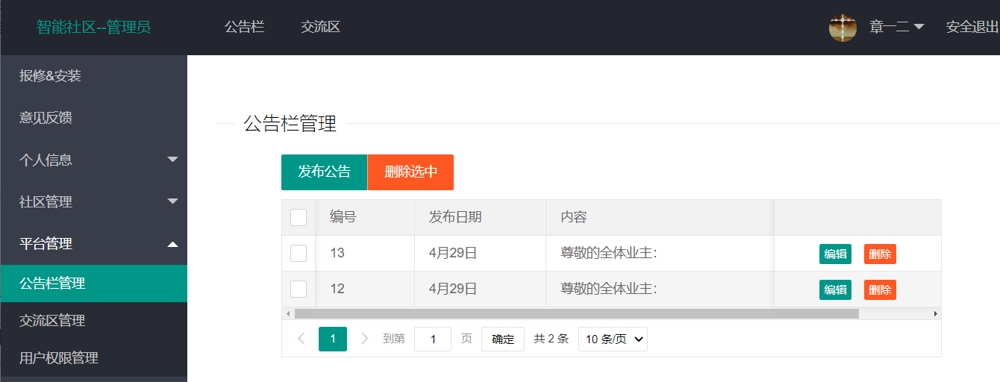 智能社区--管理员
公告栏
交流区
章一二
安全退出
报修&安装
意见反馈
个人信息
社区管理
平台管理
公告栏管理
交流区管理
用户权限管理
公告栏管理
发布公告 删除选中
编号 发布日期 内容
13 4月29日 尊敬的全体业主： 编辑 删除
12 4月29日 尊敬的全体业主： 编辑 删除
1 到第 1 页 确定 共 2 条 10 条/页